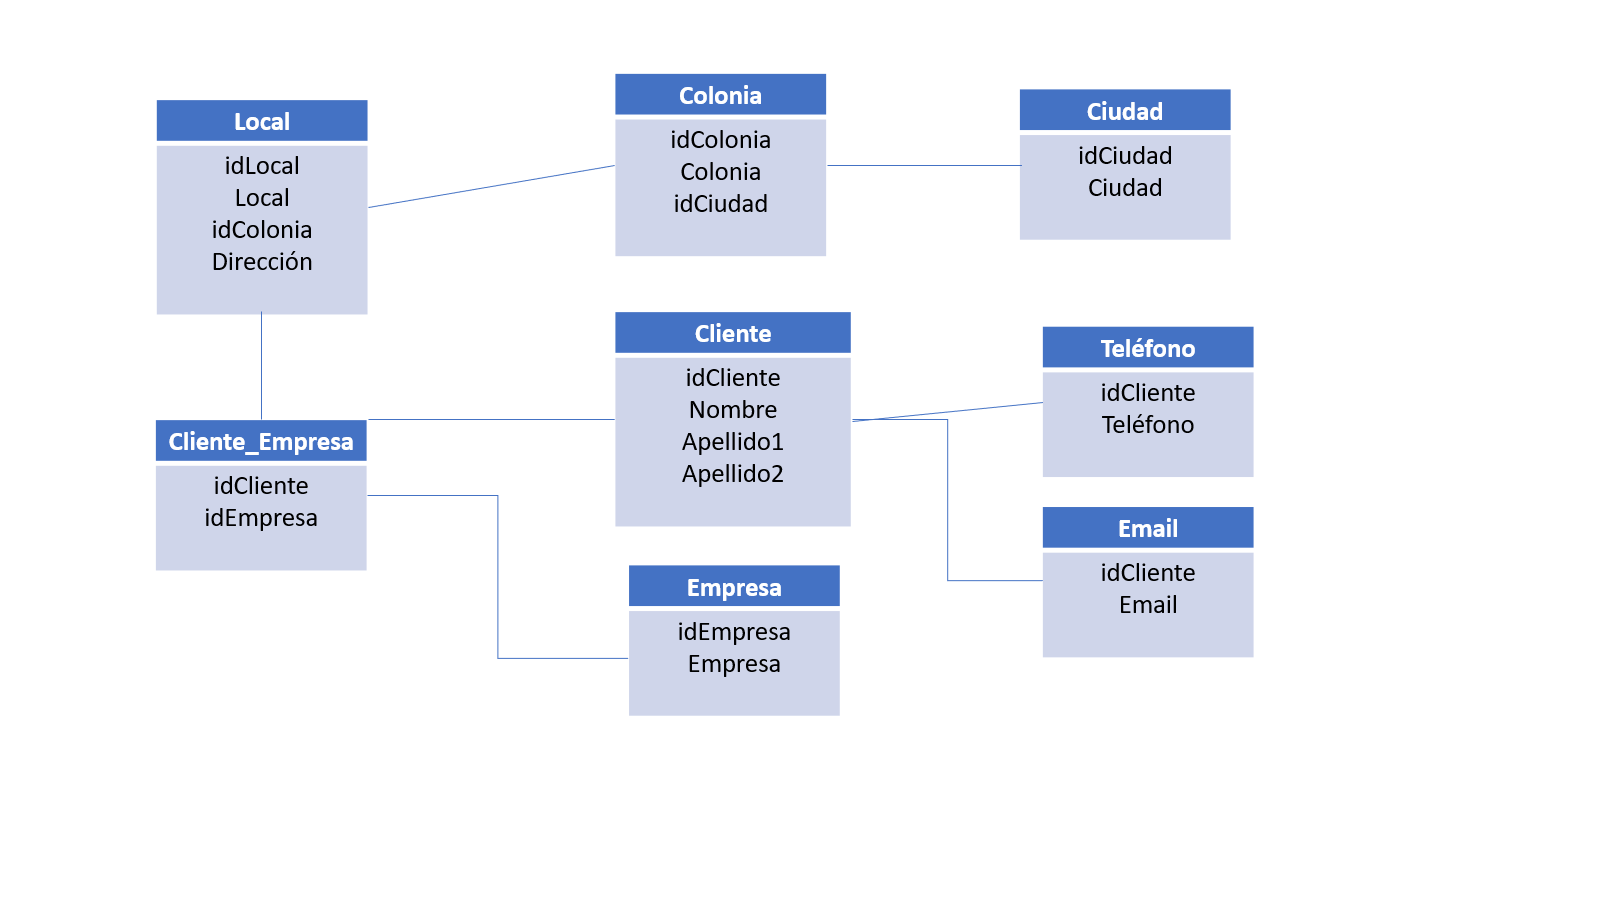 Local
idLocal
Local
idColonia
Dirección
Colonia
idColonia
Colonia
idCiudad
Ciudad
idCiudad
Ciudad
Cliente_Empresa
idCliente
idEmpresa
Cliente
idCliente
Nombre
Apellido1
Apellido2
Teléfono
idCliente
Teléfono
Empresa
idEmpresa
Empresa
Email
idCliente
Email